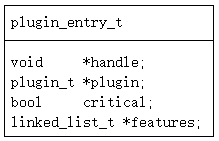 plugin_entry_t
void *handle;
plugin_t *plugin;
bool critical;
linked_list_t *features;